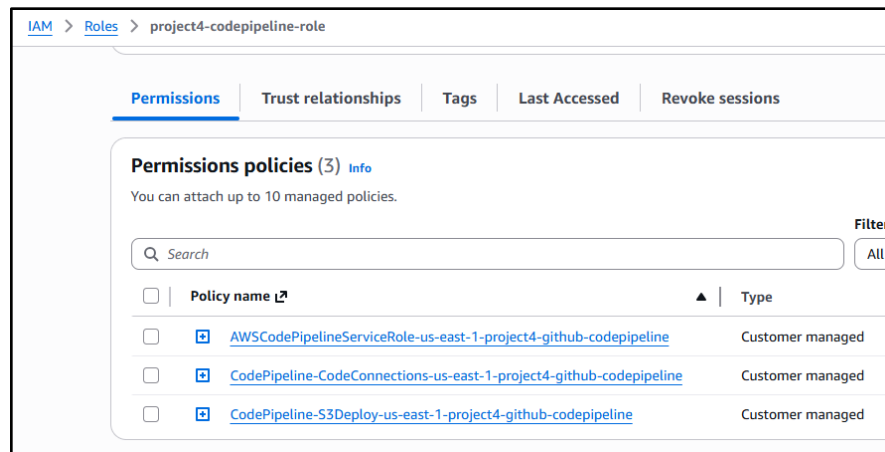 IAM > Roles > project4-codepipeline-role
Permissions Trust relationships Tags Last Accessed Revoke sessions
Permissions policies (3) Info
You can attach up to 10 managed policies.
Filter
Search All
Policy name Type
AWSCodePipelineServiceRole-us-east-1-project4-github-codepipeline Customer managed
CodePipeline-CodeConnections-us-east-1-project4-github-codepipeline Customer managed
CodePipeline-S3Deploy-us-east-1-project4-github-codepipeline Customer managed